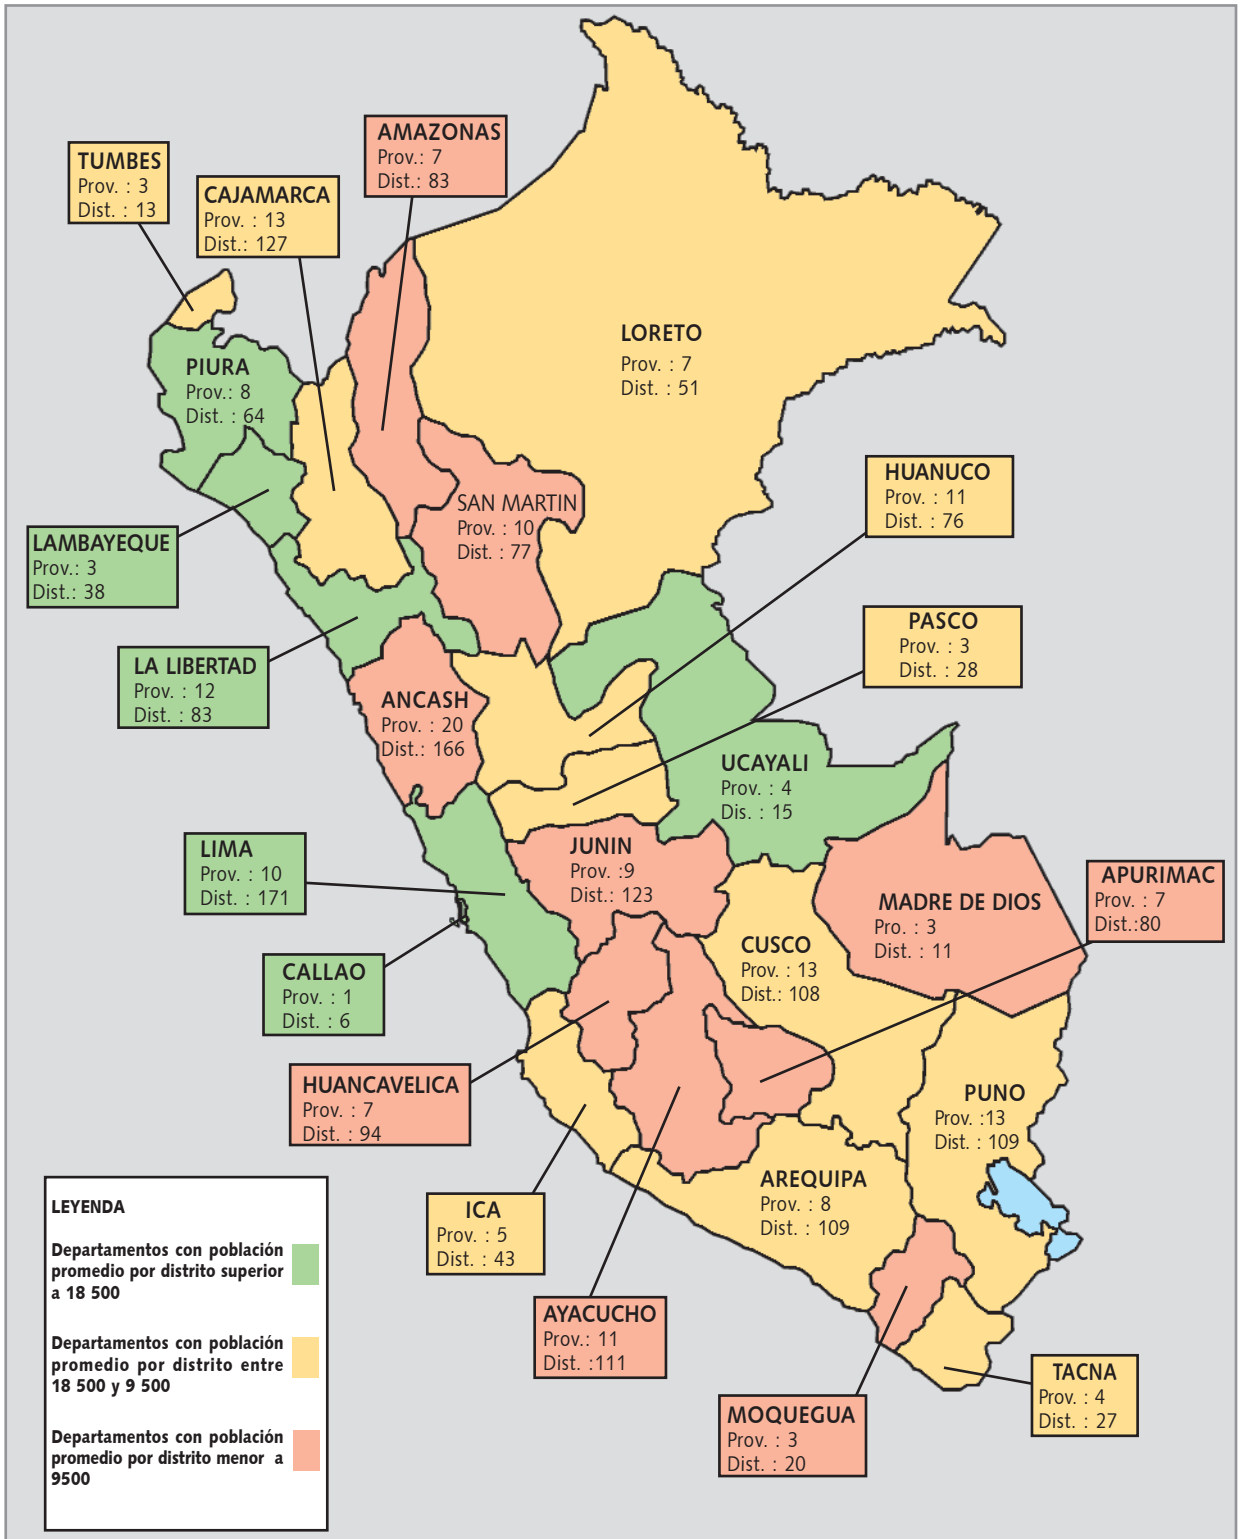 AMAZONAS
Prov.: 7
Dist.: 83
TUMBES
Prov. : 3
Dist. : 13
CAJAMARCA
Prov. : 13
Dist.: 127
LORETO
Prov. : 7
Dist. : 51
PIURA
Prov.: 8
Dist. : 64
HUANUCO
Prov. : 11
Dist. : 76
SAN MARTIN
Prov. : 10
Dist. : 77
LAMBAYEQUE
Prov.: 3
Dist.: 38
PASCO
Prov. : 3
Dist. : 28
LA LIBERTAD
Prov. : 12
Dist. : 83
ANCASH
Prov. : 20
Dist.: 166
UCAYALI
Prov. : 4
Dis. : 15
LIMA
Prov. : 10
Dist. : 171
JUNIN
Prov. :9
Dist.: 123
APURIMAC
Prov. : 7
Dist.:80
MADRE DE DIOS
Pro. : 3
Dist. : 11
CUSCO
Prov. : 13
Dist.: 108
CALLAO
Prov. : 1
Dist. : 6
HUANCAVELICA
Prov. : 7
Dist. : 94
PUNO
Prov. :13
Dist. : 109
AREQUIPA
Prov. : 8
Dist. : 109
ICA
Prov. : 5
Dist. : 43
AYACUCHO
Prov.: 11
Dist. :111
TACNA
Prov. : 4
Dist. : 27
MOQUEGUA
Prov. : 3
Dist. : 20
LEYENDA
Departamentos con población
promedio por distrito superior
a 18 500
Departamentos con población
promedio por distrito entre
18 500 y 9 500
Departamentos con población
promedio por distrito menor a
9500